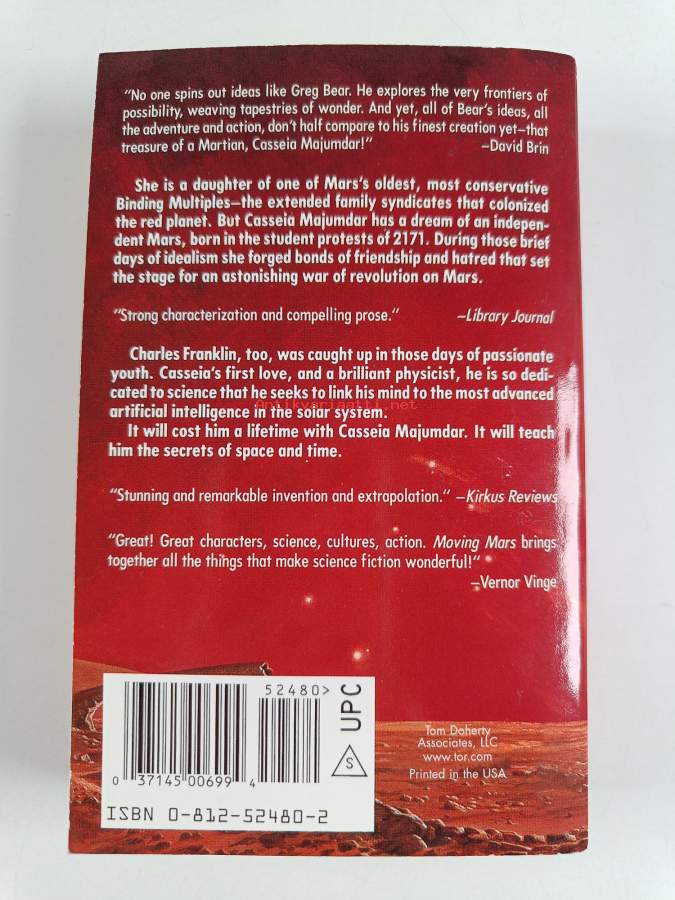 "No one spins out ideas like Greg Bear. He explores the very frontiers of
possibility, weaving tapestries of wonder. And yet, all of Bear's ideas, all
the adventure and action, don't half compare to his finest creation yet—that
treasure of a Martian, Casseia Majumdar!" —David Brin
She is a daughter of one of Mars's oldest, most conservative
Binding Multiples—the extended family syndicates that colonized
the red planet. But Casseia Majumdar has a dream of an indepen-
dent Mars, born in the student protests of 2171. During those brief
days of idealism she forged bonds of friendship and hatred that set
the stage for an astonishing war of revolution on Mars.
"Strong characterization and compelling prose." —Library Journal
Charles Franklin, too, was caught up in those days of passionate
youth. Casseia's first love, and a brilliant physicist, he is so dedi-
cated to science that he seeks to link his mind to the most advanced
artificial intelligence in the solar system.
antikvariaatti.net
It will cost him a lifetime with Casseia Majumdar. It will teach
him the secrets of space and time.
"Stunning and remarkable invention and extrapolation." —Kirkus Reviews
"Great! Great characters, science, cultures, action. Moving Mars brings
together all the things that make science fiction wonderful!"
—Vernor Vinge
52480>
UPC
S
0 37145 00699 4
ISBN 0-812-52480-2
Tom Doherty
Associates, LLC
www.tor.com
Printed in the USA